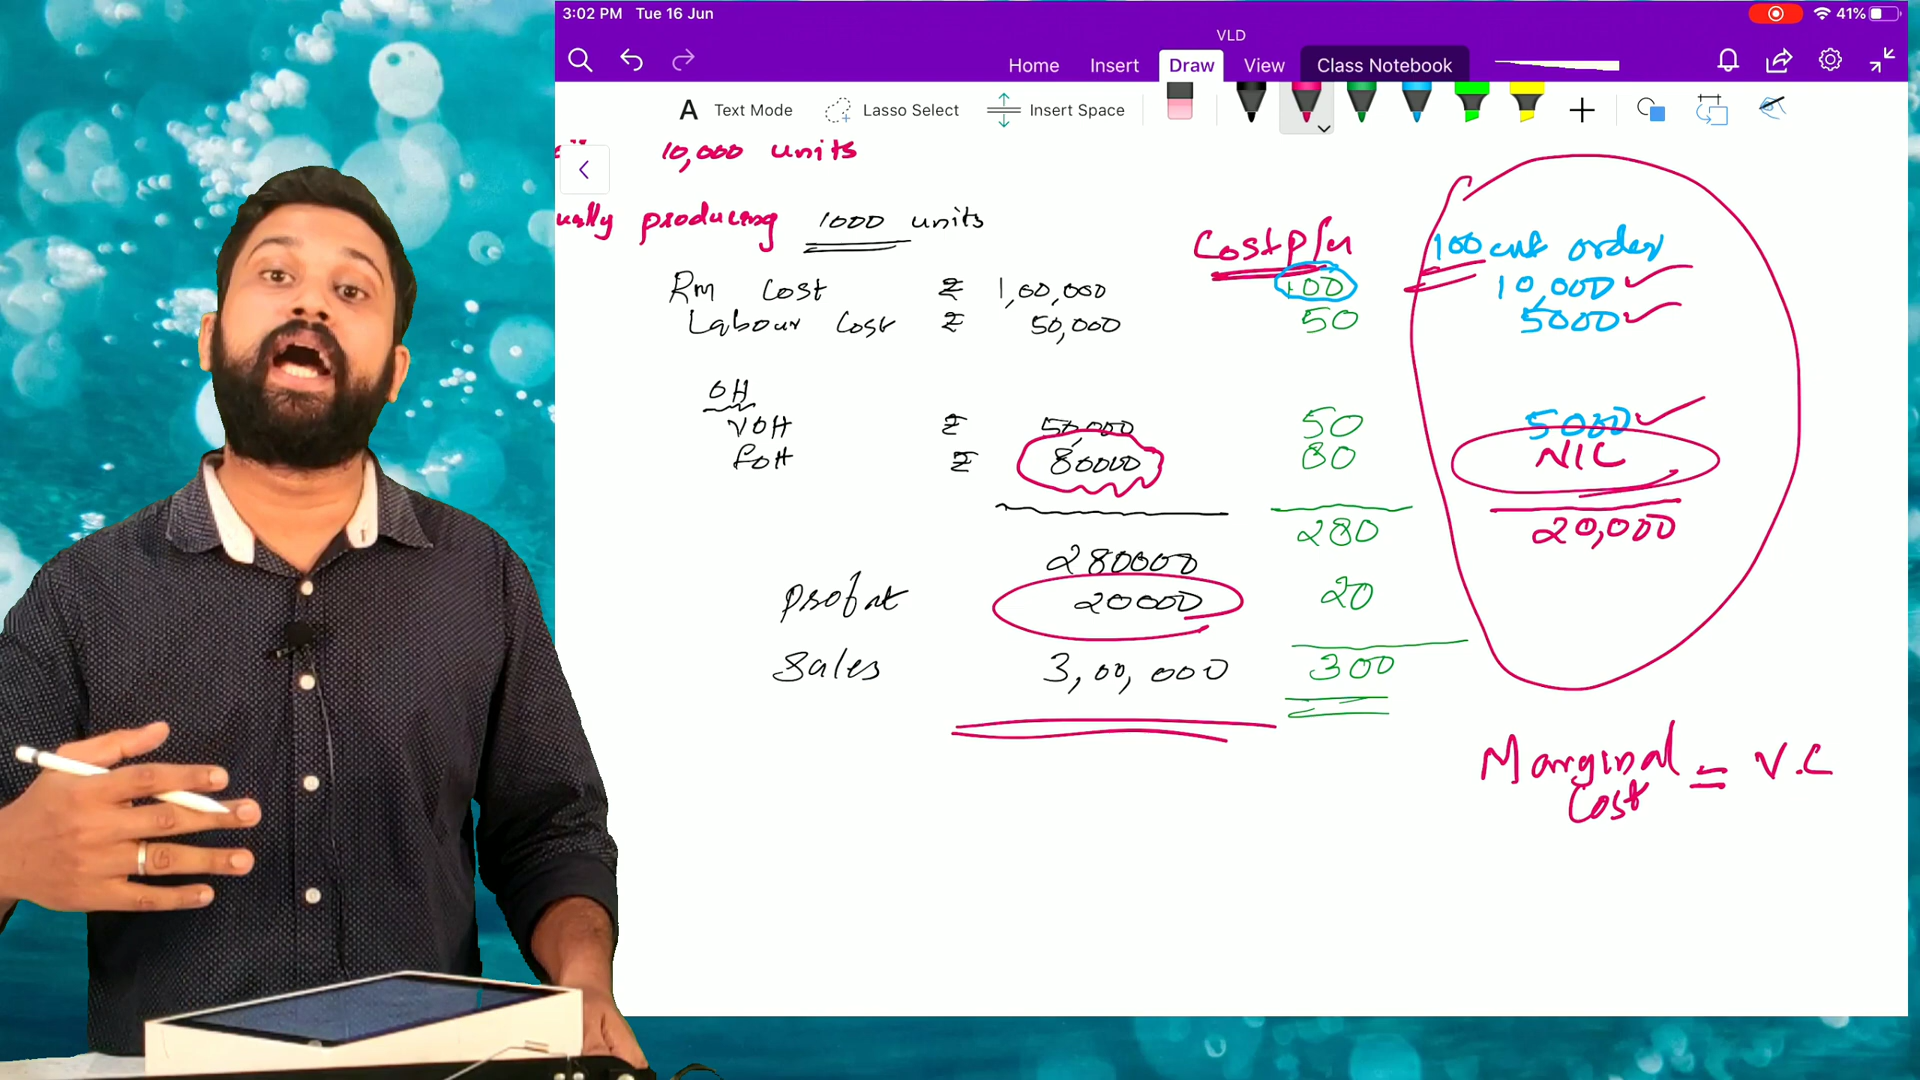 3:02 PM Tue 16 Jun
41%
VLD
Home Insert Draw View Class Notebook
A Text Mode Lasso Select Insert Space
10,000 units
ually producing 1000 units
Cost p/u
100 unit order
Rm Cost ₹ 1,00,000 100 10,000
Labour Cost ₹ 50,000 50 5000
OH
VOH ₹ 50,000 50 5000
FOH ₹ 80000 80 NIL
280000 280 20,000
Profit 20000 20
Sales 3,00,000 300
Marginal Cost = V.C